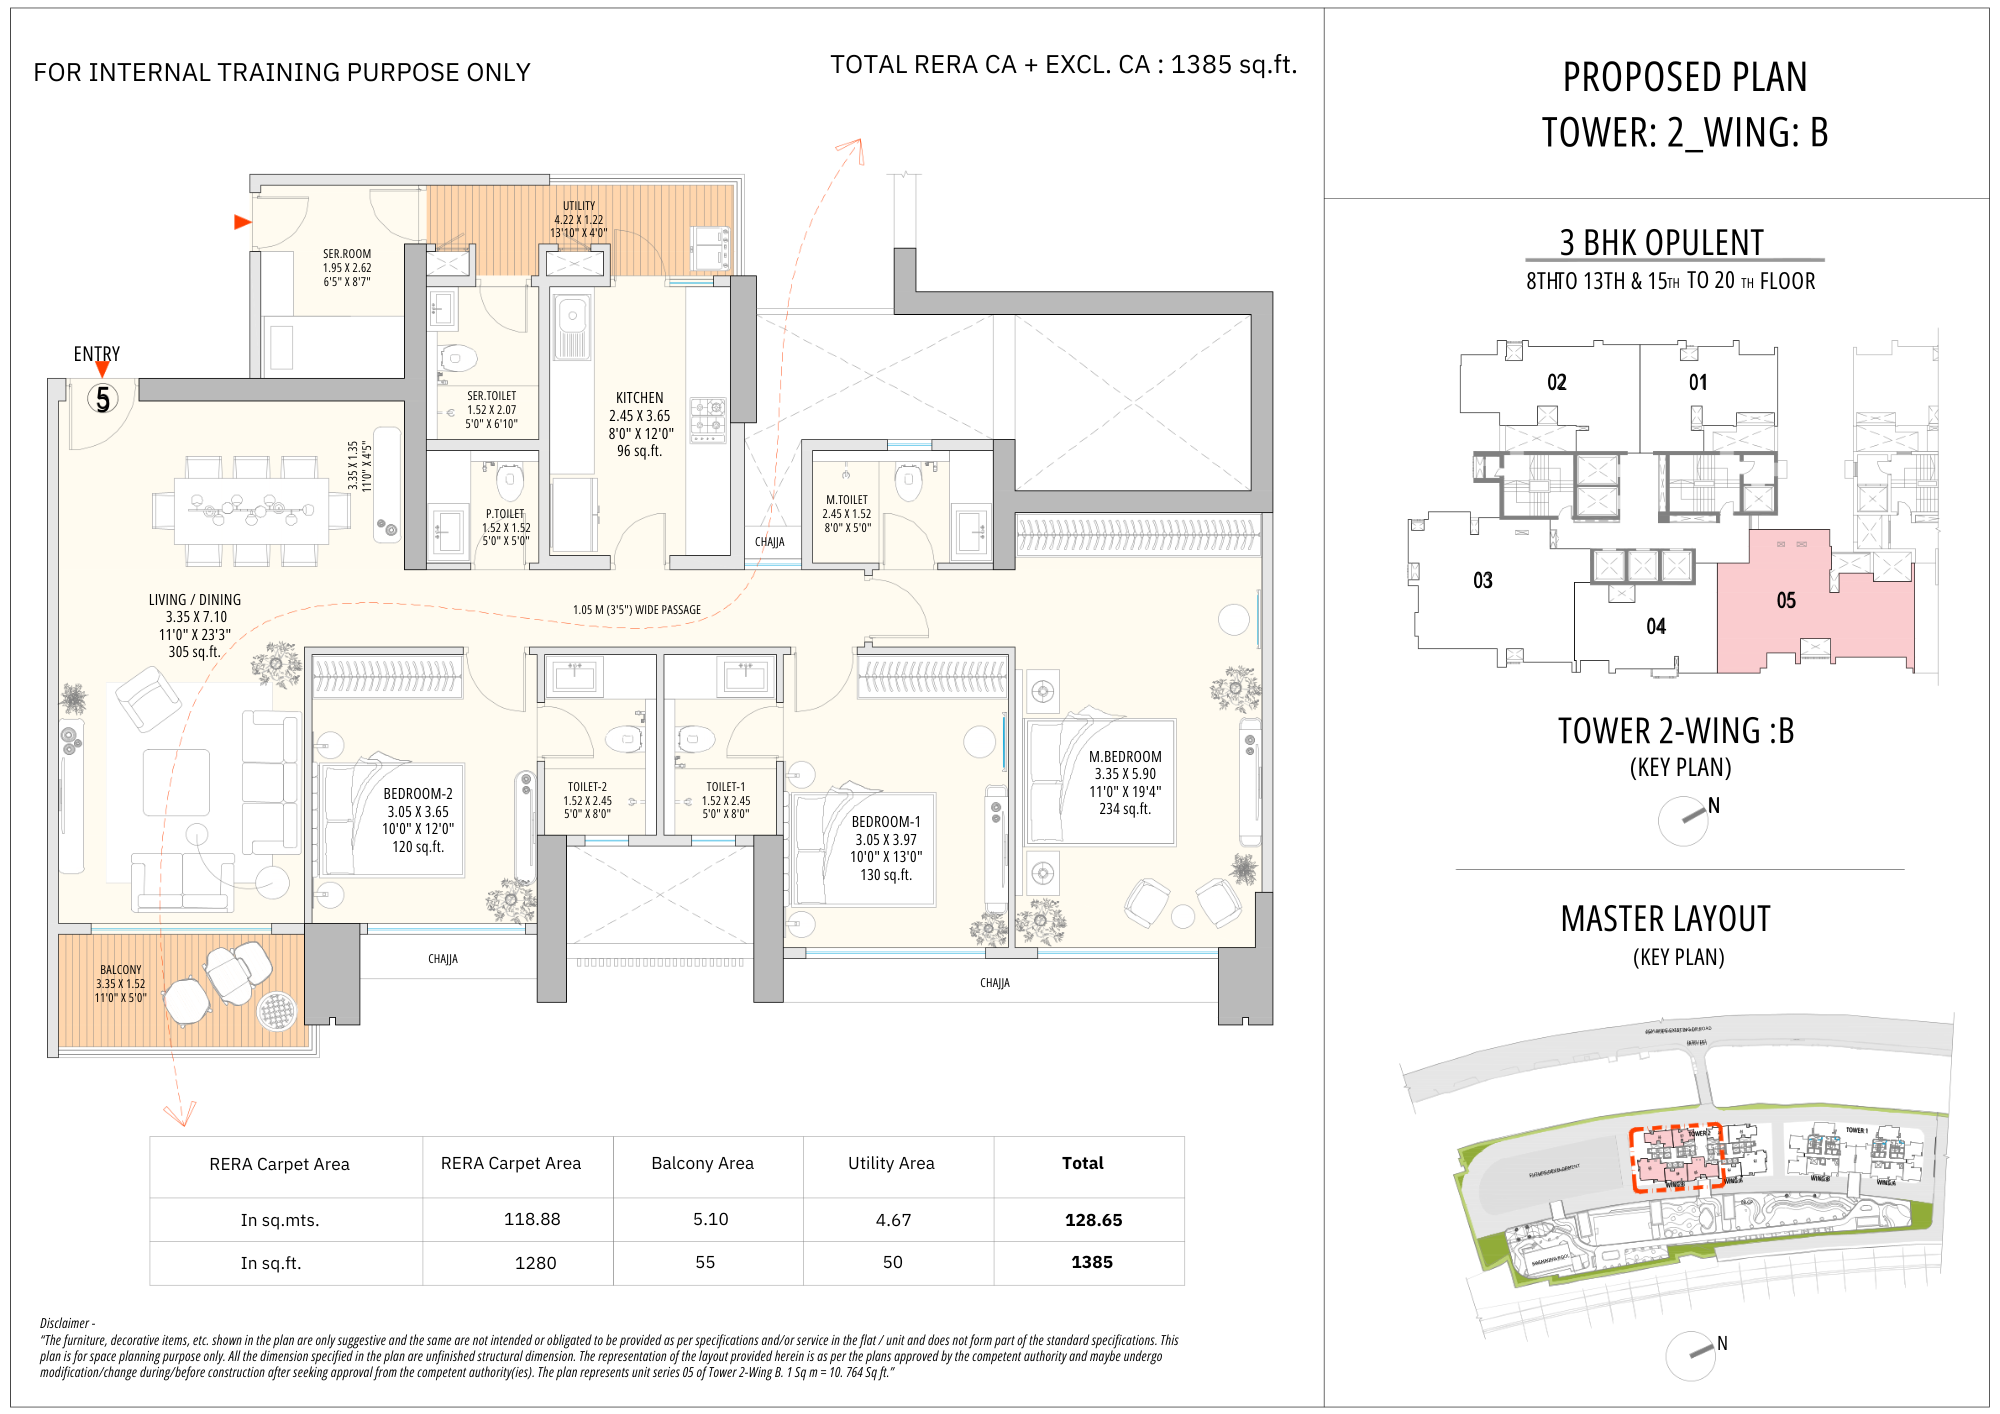 FOR INTERNAL TRAINING PURPOSE ONLY
TOTAL RERA CA + EXCL. CA : 1385 sq.ft.
UTILITY
4.22 X 1.22
13'10" X 4'0"
SER.ROOM
1.95 X 2.62
6'5" X 8'7"
ENTRY
5
SER.TOILET
1.52 X 2.07
5'0" X 6'10"
KITCHEN
2.45 X 3.65
8'0" X 12'0"
96 sq.ft.
3.35 X 1.35
11'0" X 4'5"
P.TOILET
1.52 X 1.52
5'0" X 5'0"
M.TOILET
2.45 X 1.52
8'0" X 5'0"
CHAJJA
LIVING / DINING
3.35 X 7.10
11'0" X 23'3"
305 sq.ft.
1.05 M (3'5") WIDE PASSAGE
BEDROOM-2
3.05 X 3.65
10'0" X 12'0"
120 sq.ft.
TOILET-2
1.52 X 2.45
5'0" X 8'0"
TOILET-1
1.52 X 2.45
5'0" X 8'0"
BEDROOM-1
3.05 X 3.97
10'0" X 13'0"
130 sq.ft.
M.BEDROOM
3.35 X 5.90
11'0" X 19'4"
234 sq.ft.
BALCONY
3.35 X 1.52
11'0" X 5'0"
CHAJJA
CHAJJA
RERA Carpet Area RERA Carpet Area Balcony Area Utility Area Total
In sq.mts. 118.88 5.10 4.67 128.65
In sq.ft. 1280 55 50 1385
Disclaimer -
"The furniture, decorative items, etc. shown in the plan are only suggestive and the same are not intended or obligated to be provided as per specifications and/or service in the flat / unit and does not form part of the standard specifications. This
plan is for space planning purpose only. All the dimension specified in the plan are unfinished structural dimension. The representation of the layout provided herein is as per the plans approved by the competent authority and maybe undergo
modification/change during/before construction after seeking approval from the competent authority(ies). The plan represents unit series 05 of Tower 2-Wing B. 1 Sq m = 10. 764 Sq ft."
PROPOSED PLAN
TOWER: 2_WING: B
3 BHK OPULENT
8THTO 13TH & 15TH TO 20 TH FLOOR
02
01
03
04
05
TOWER 2-WING :B
(KEY PLAN)
N
MASTER LAYOUT
(KEY PLAN)
TOWER 2
TOWER 1
FUTURE DEVELOPMENT
WING:B
WING:A
WING:B
WING:A
N